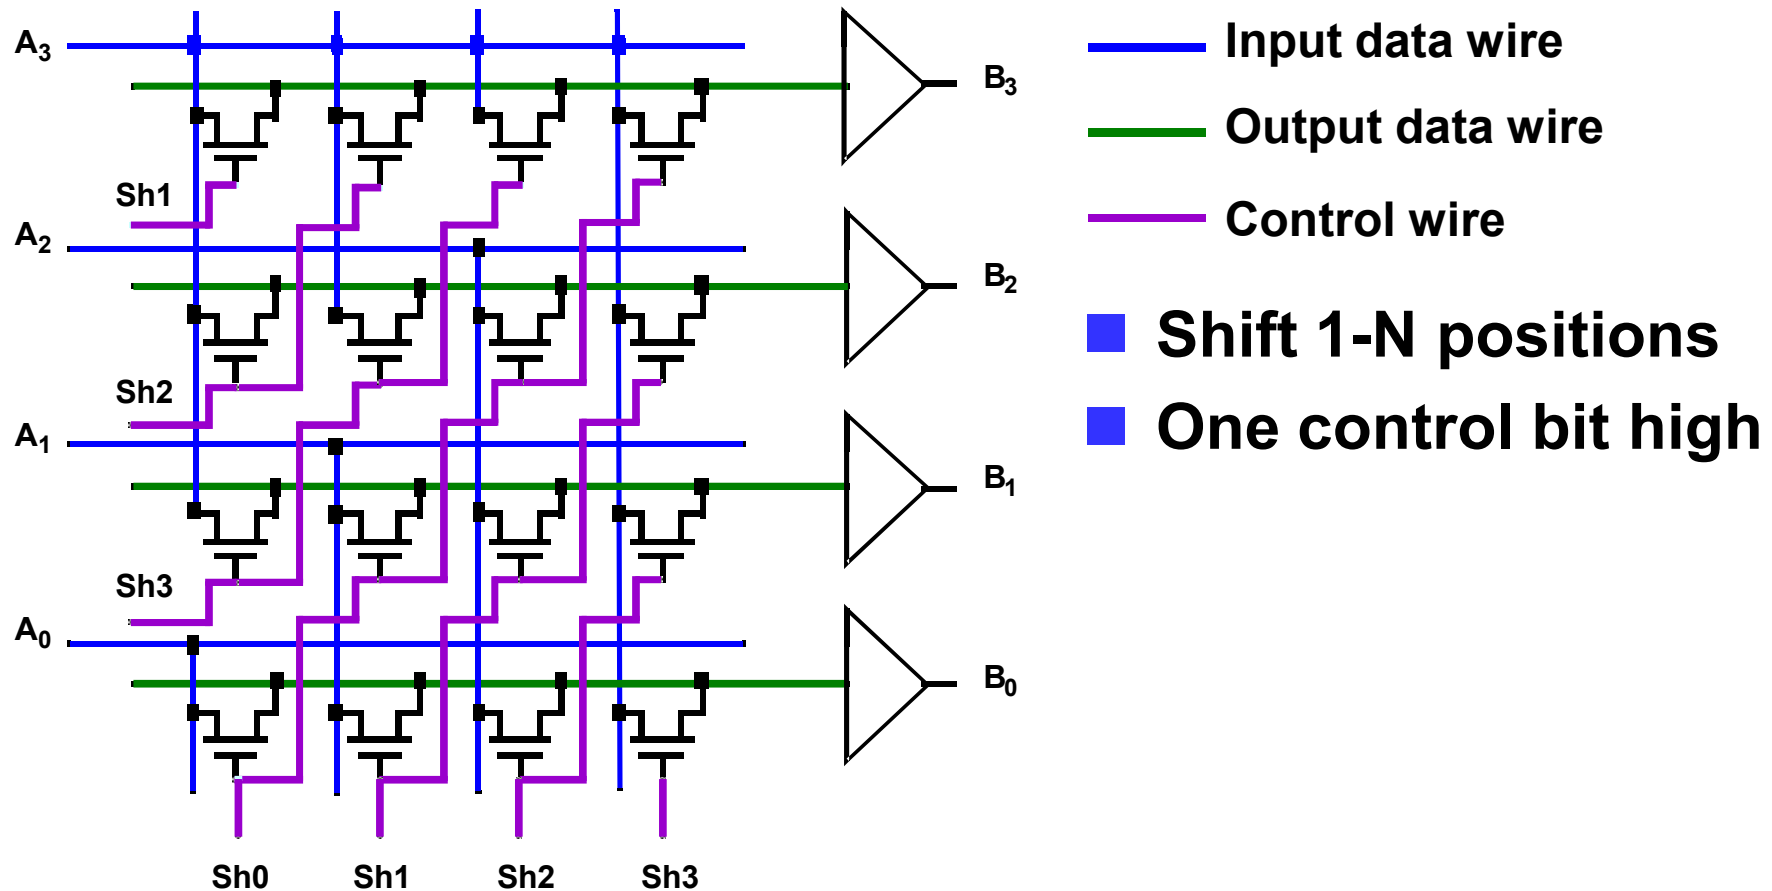 A3
B3
Sh1
A2
B2
Sh2
A1
B1
Sh3
A0
B0
Sh0 Sh1 Sh2 Sh3
Input data wire
Output data wire
Control wire
Shift 1-N positions
One control bit high